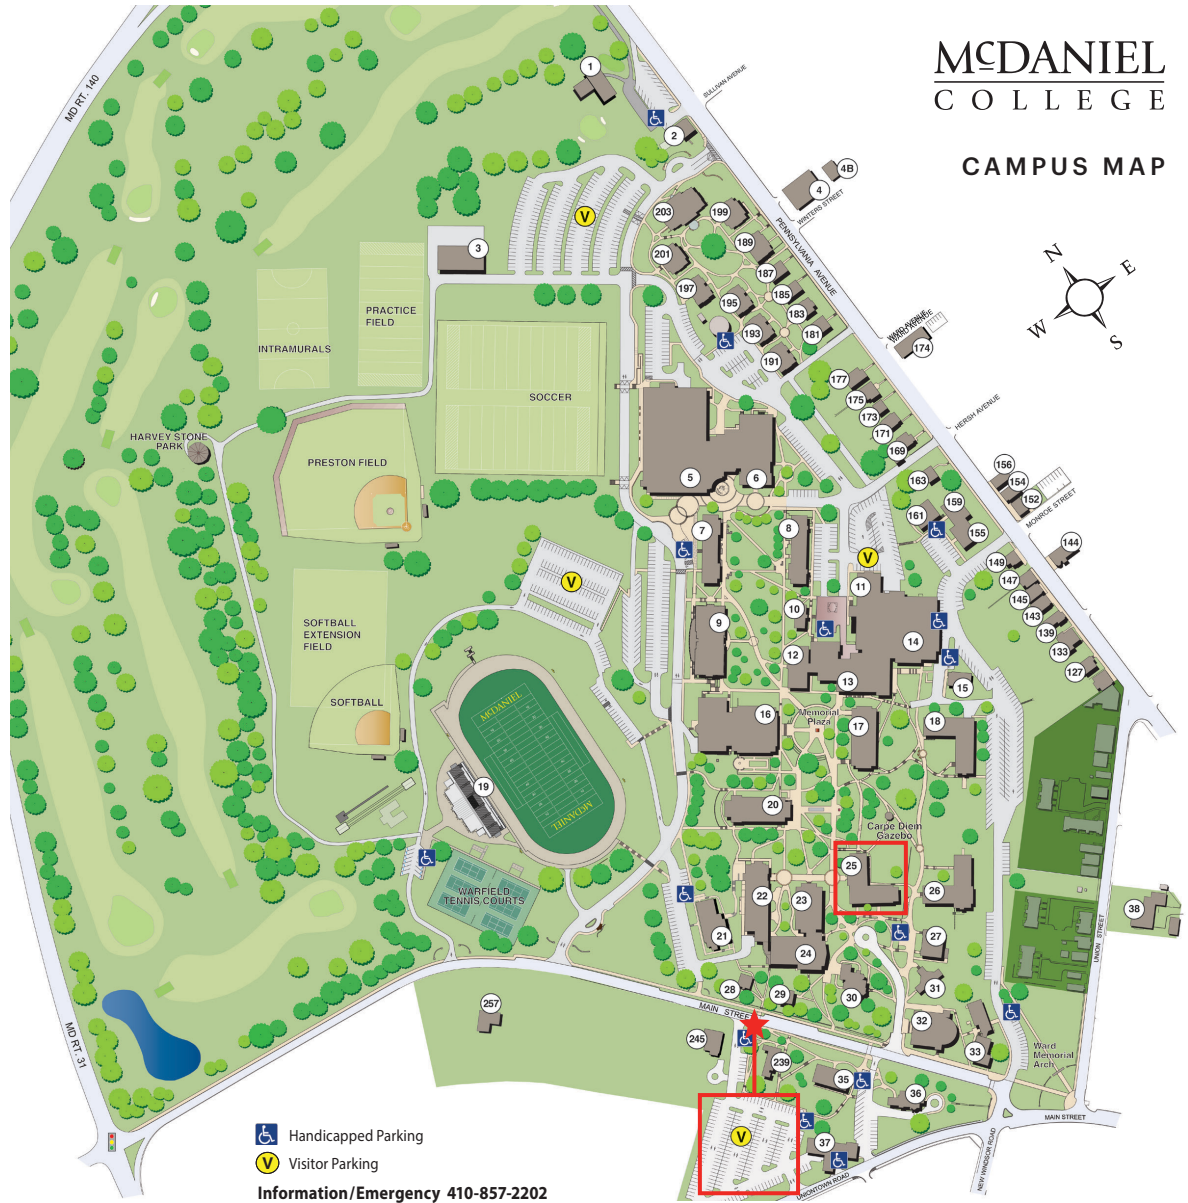 McDANIEL
COLLEGE
CAMPUS MAP
MD RT. 140
SULLIVAN AVENUE
1
2
4B
4
WINTERS STREET
PENNSYLVANIA AVENUE
N
E
W
S
V
203
199
3
189
201
187
197
195
185
183
193
181
191
PRACTICE
FIELD
INTRAMURALS
WARD AVENUE
WARD AVENUE
174
177
175
173
171
169
HERSH AVENUE
SOCCER
HARVEY STONE
PARK
PRESTON FIELD
5
6
163
156
154
152
MONROE STREET
159
161
155
7
8
144
V
V
149
147
145
143
139
133
127
11
10
9
14
12
13
15
SOFTBALL
EXTENSION
FIELD
SOFTBALL
McDANIEL
McDANIEL
16
Memorial
Plaza
17
18
19
20
Carpe Diem
Gazebo
25
26
WARFIELD
TENNIS COURTS
22
23
21
24
27
38
UNION STREET
28
29
30
31
MAIN STREET
257
245
32
33
Ward
Memorial
Arch
239
35
36
MAIN STREET
MD RT. 31
V
37
UNIONTOWN ROAD
NEW WINDSOR ROAD
Handicapped Parking
V Visitor Parking
Information/Emergency 410-857-2202